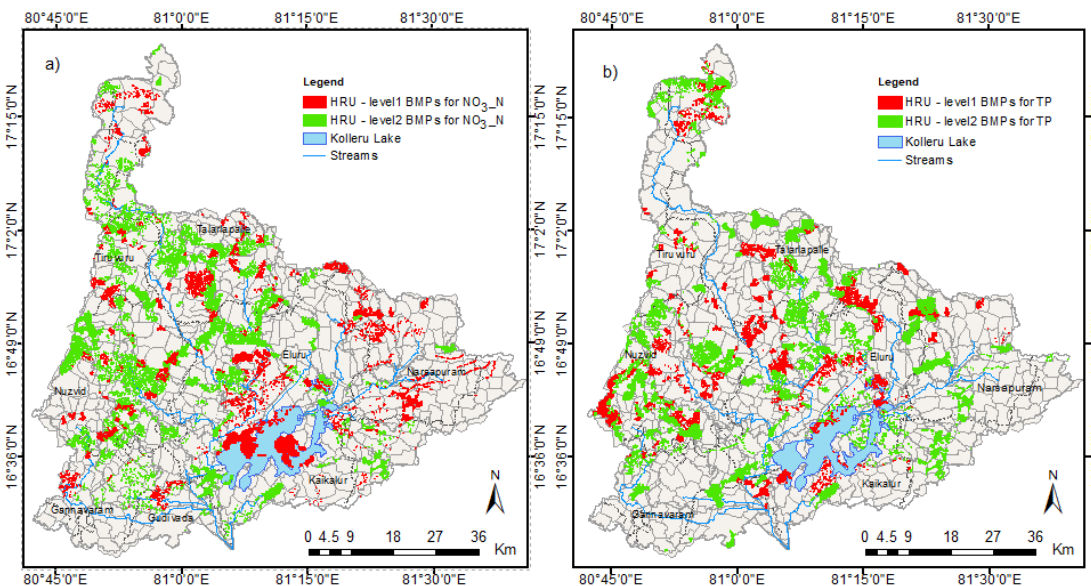 80°45'0"E 81°0'0"E 81°15'0"E 81°30'0"E
a)
Legend
HRU - level1 BMPs for NO3_N
HRU - level2 BMPs for NO3_N
Kolleru Lake
Streams
17°15'0"N
17°2'0"N
16°49'0"N
16°36'0"N
Tiruvuru
Eluru
Narsapuram
Nuzvid
Kaikalur
Gannavaram
Gudivada
N
0 4.5 9 18 27 36
Km
80°45'0"E 81°0'0"E 81°15'0"E 81°30'0"E
80°45'0"E 81°0'0"E 81°15'0"E 81°30'0"E
b)
Legend
HRU - level1 BMPs for TP
HRU - level2 BMPs for TP
Kolleru Lake
Streams
17°15'0"N
17°2'0"N
16°49'0"N
16°36'0"N
Tiruvuru
Nuzvid
Eluru
Narsapuram
Kaikalur
Gannavaram
N
0 4.5 9 18 27 36
Km
80°45'0"E 81°0'0"E 81°15'0"E 81°30'0"E